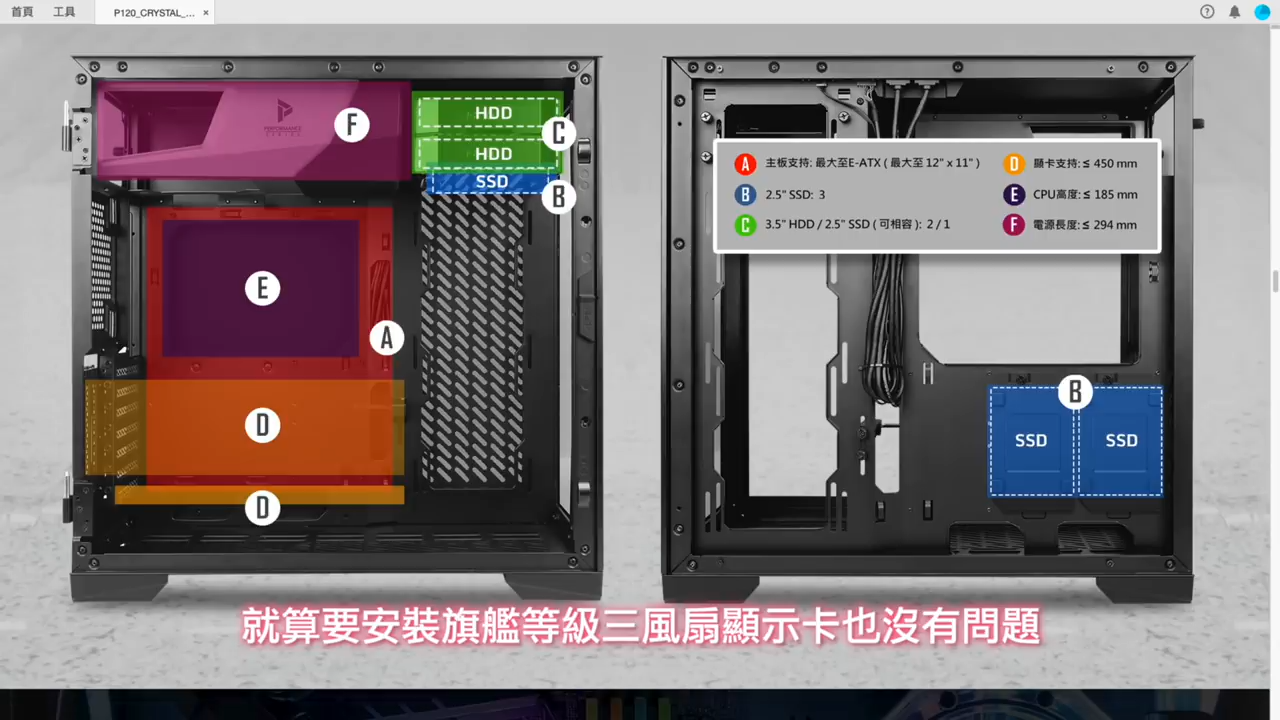 首頁 工具 P120_CRYSTAL_... ×
F
PERFORMANCE
HDD
HDD
SSD
C
B
E
A
D
D
A 主板支持: 最大至E-ATX ( 最大至 12" x 11" )
B 2.5" SSD: 3
C 3.5" HDD / 2.5" SSD ( 可相容 ): 2 / 1
D 顯卡支持: ≤ 450 mm
E CPU高度: ≤ 185 mm
F 電源長度: ≤ 294 mm
B
SSD SSD
就算要安裝旗艦等級三風扇顯示卡也沒有問題